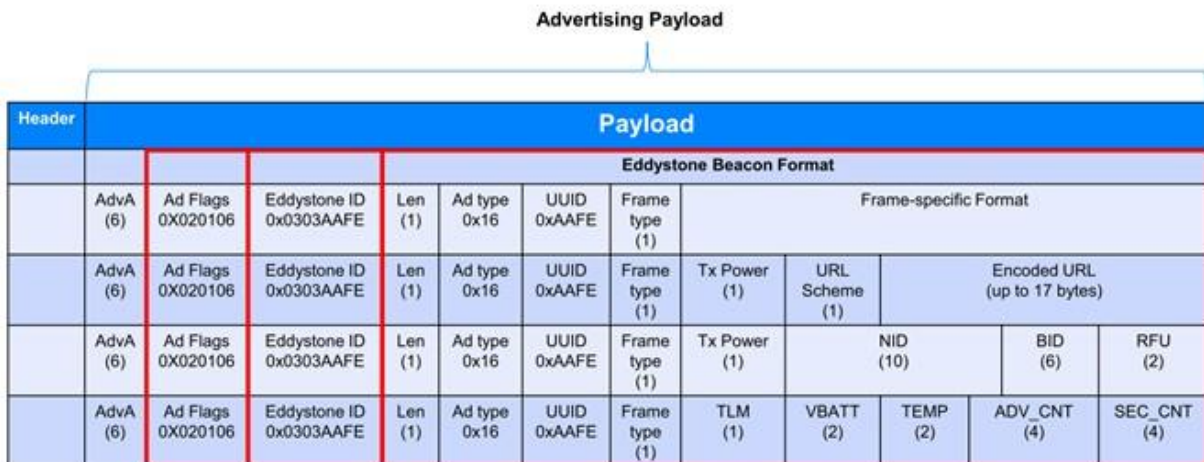 Advertising Payload
Header Payload
Eddystone Beacon Format
AdvA Ad Flags Eddystone ID Len Ad type UUID Frame Frame-specific Format
(6) 0X020106 0x0303AAFE (1) 0x16 0xAAFE type
(1)
AdvA Ad Flags Eddystone ID Len Ad type UUID Frame Tx Power URL Encoded URL
(6) 0X020106 0x0303AAFE (1) 0x16 0xAAFE type (1) Scheme (up to 17 bytes)
(1) (1)
AdvA Ad Flags Eddystone ID Len Ad type UUID Frame Tx Power NID BID RFU
(6) 0X020106 0x0303AAFE (1) 0x16 0xAAFE type (1) (10) (6) (2)
(1)
AdvA Ad Flags Eddystone ID Len Ad type UUID Frame TLM VBATT TEMP ADV_CNT SEC_CNT
(6) 0X020106 0x0303AAFE (1) 0x16 0xAAFE type (1) (2) (2) (4) (4)
(1)